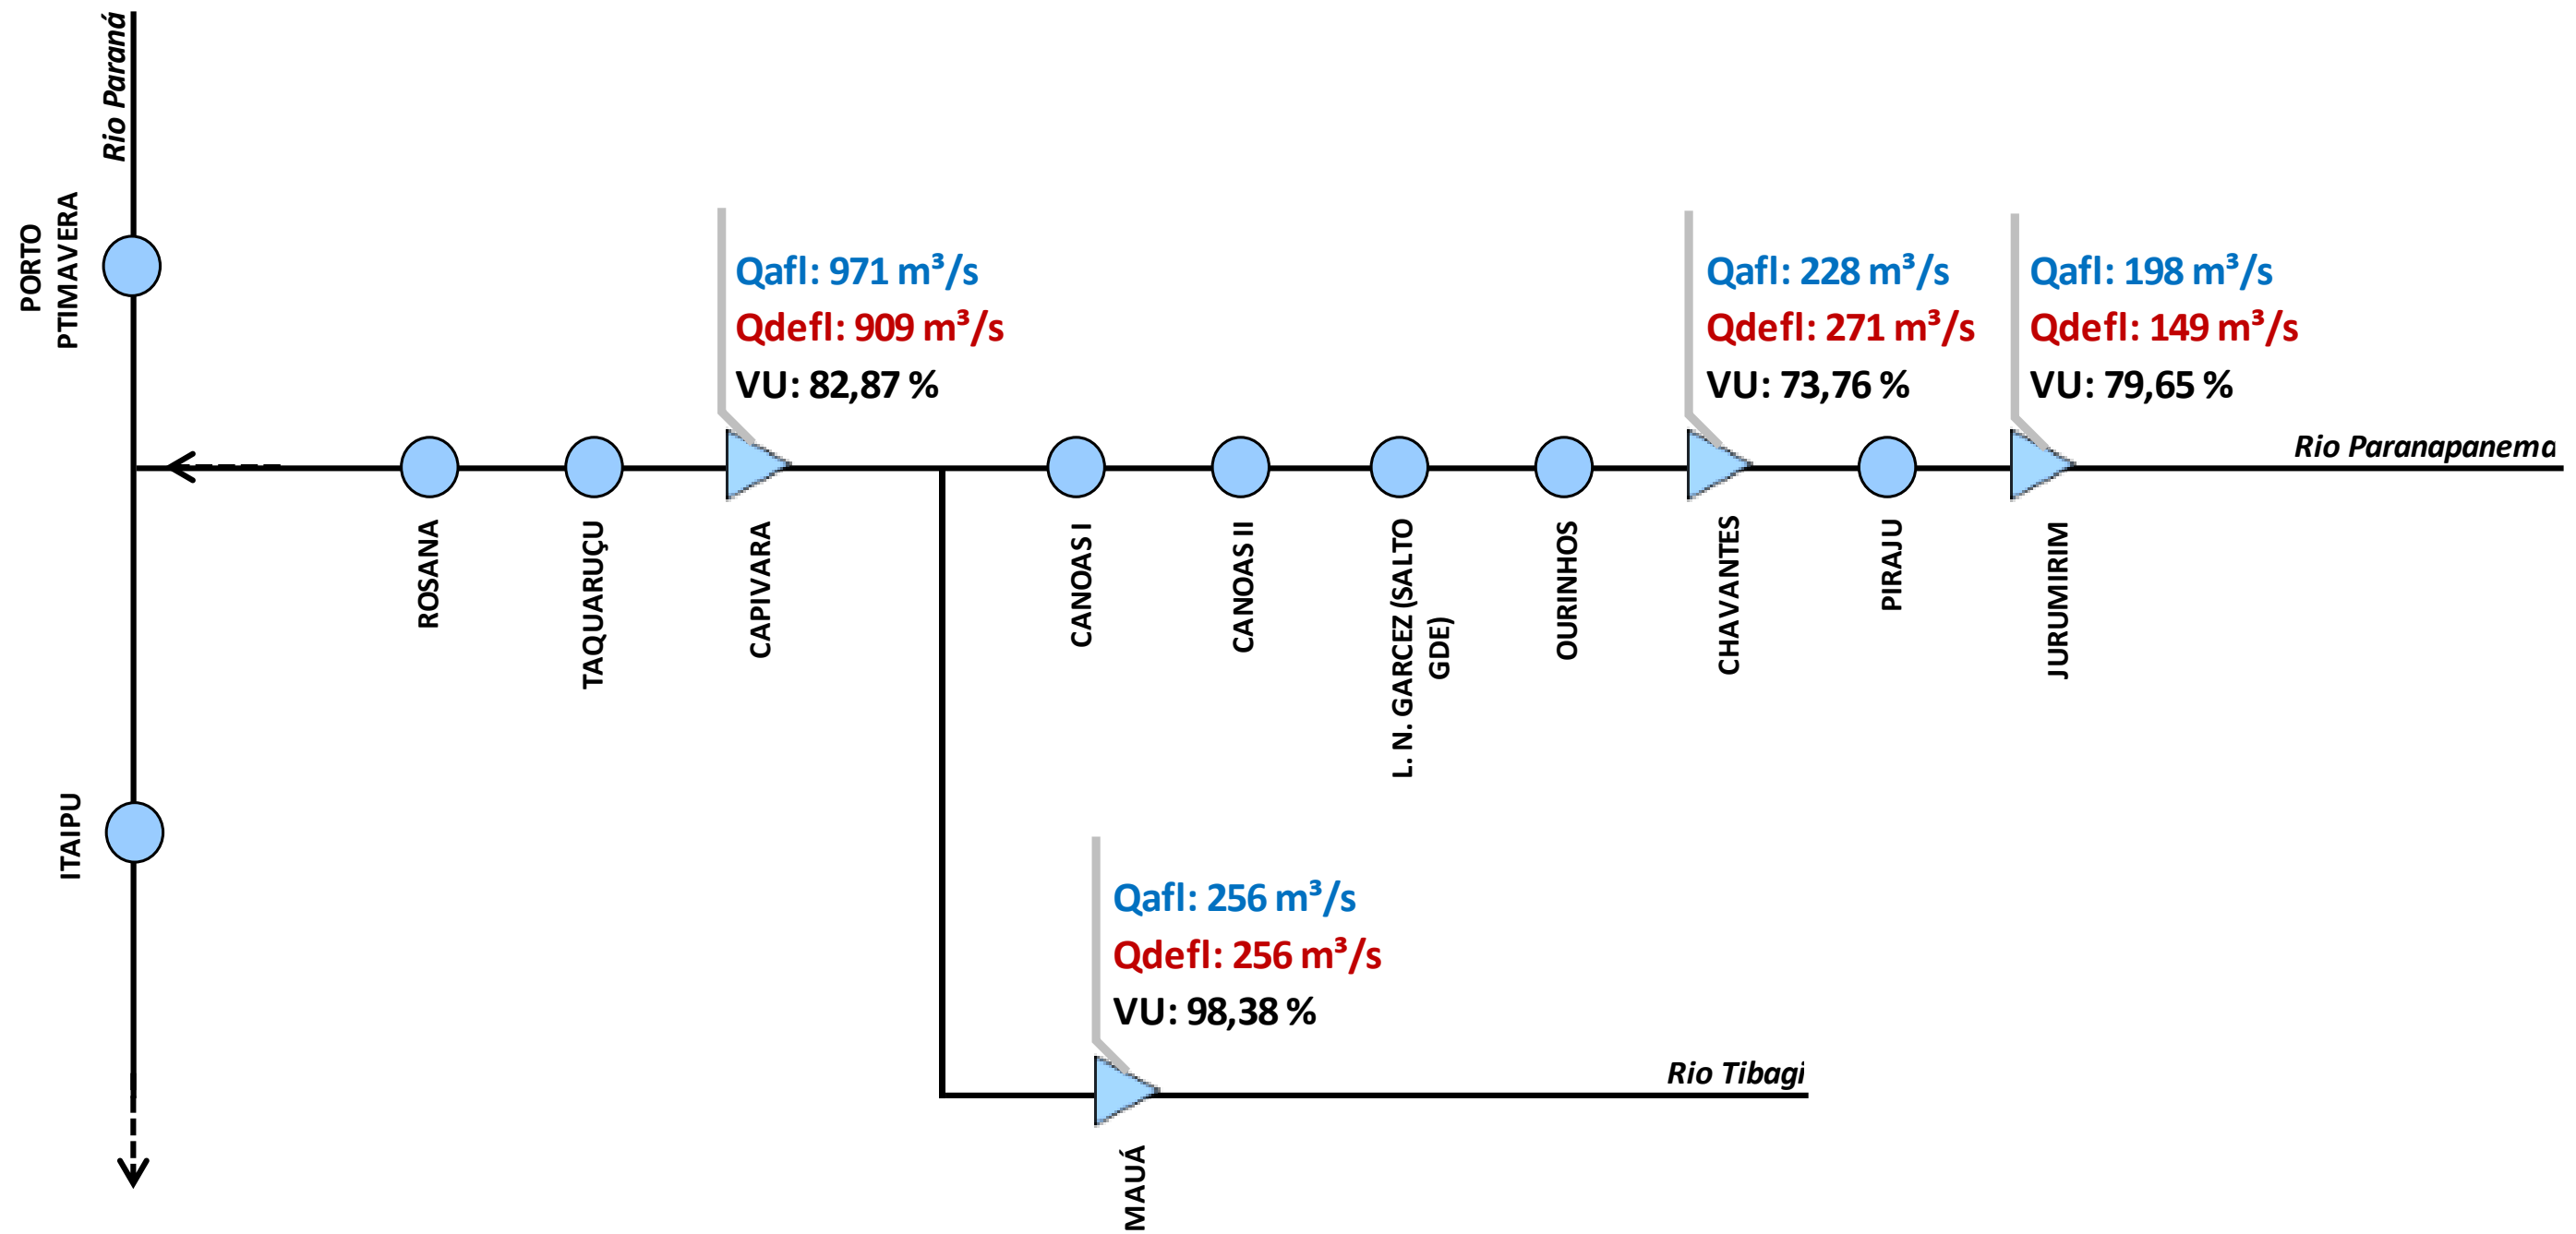 Rio Paraná
PORTO
PTIMAVERA
Qafl: 971 m³/s
Qdefl: 909 m³/s
VU: 82,87 %
Qafl: 228 m³/s
Qdefl: 271 m³/s
VU: 73,76 %
Qafl: 198 m³/s
Qdefl: 149 m³/s
VU: 79,65 %
Rio Paranapanema
ROSANA
TAQUARUÇU
CAPIVARA
CANOAS I
CANOAS II
L. N. GARCEZ (SALTO
GDE)
OURINHOS
CHAVANTES
PIRAJU
JURUMIRIM
ITAIPU
Qafl: 256 m³/s
Qdefl: 256 m³/s
VU: 98,38 %
Rio Tibagi
MAUÁ